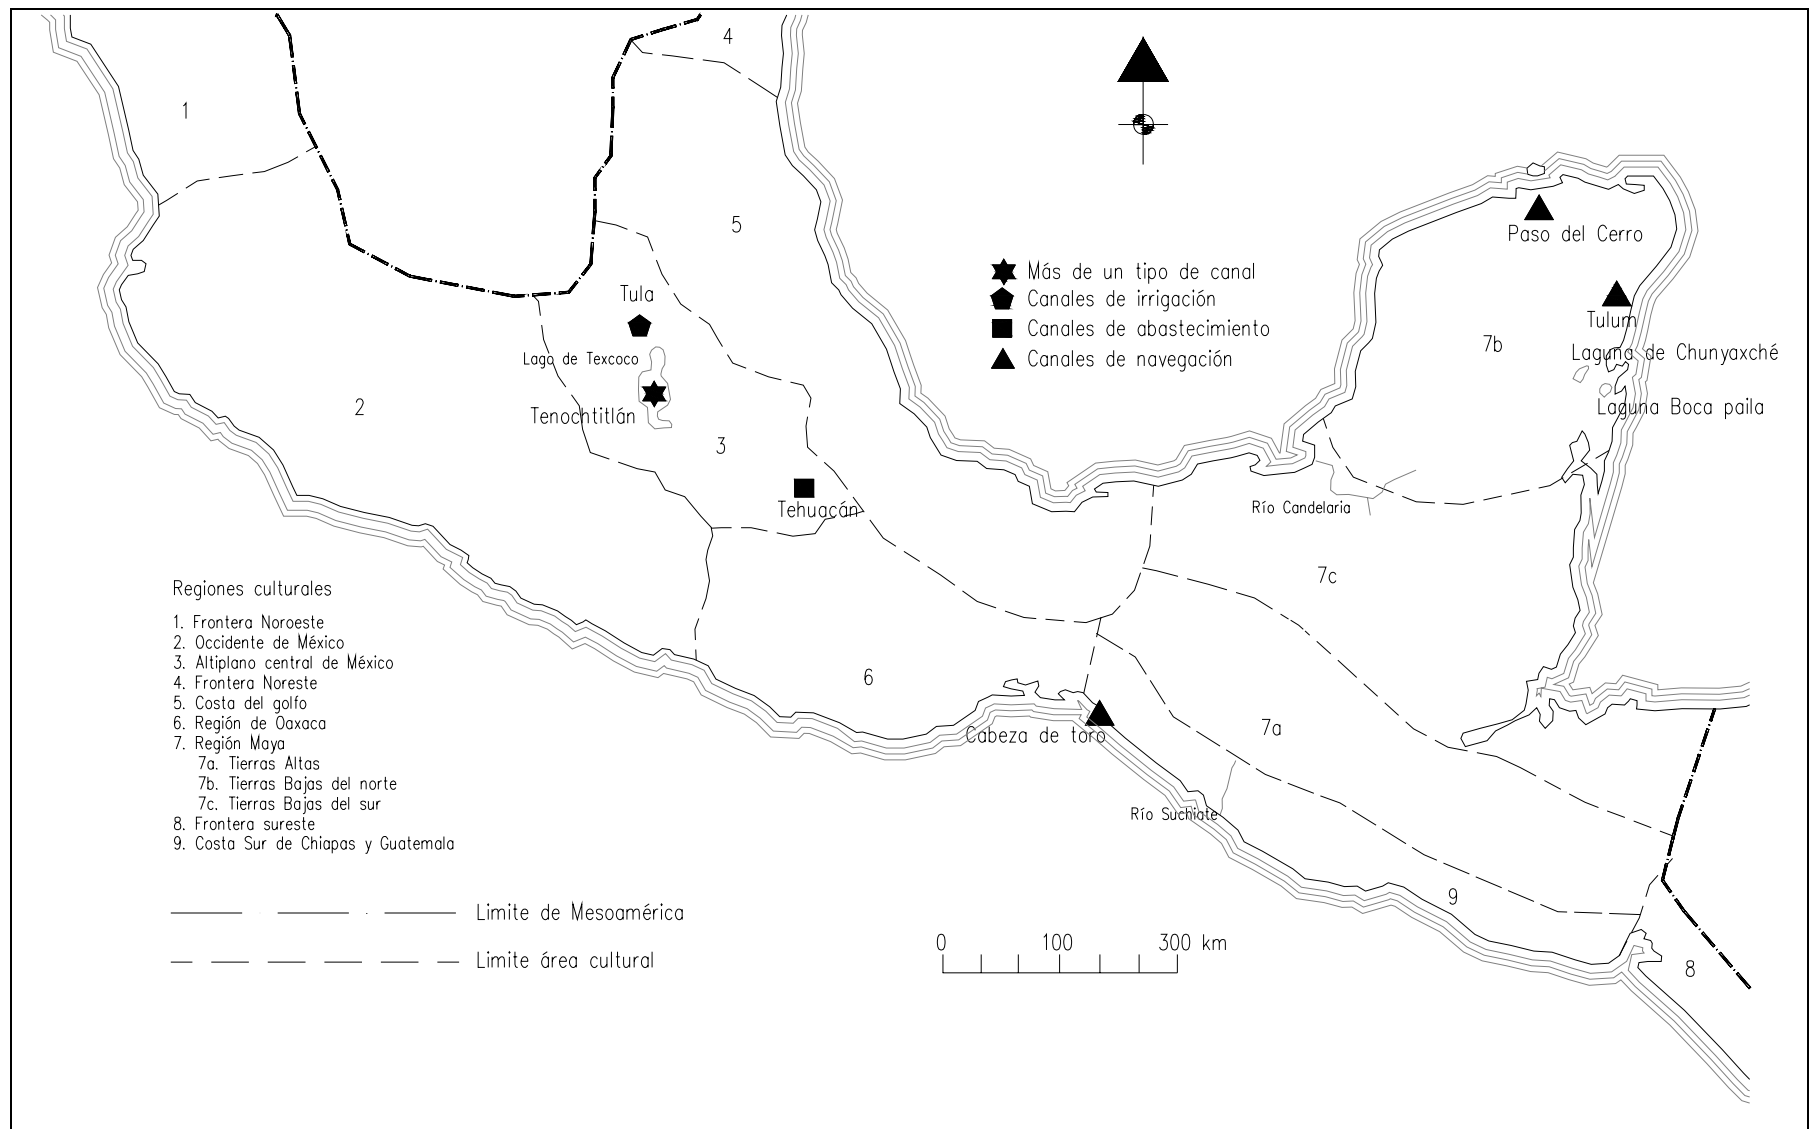 4
1
5
Paso del Cerro
Más de un tipo de canal
Canales de irrigación
Canales de abastecimiento
Canales de navegación
Tula
Tulum
7b
Lago de Texcoco
Laguna de Chunyaxché
2
Tenochtitlán
Laguna Boca paila
3
Tehuacán
Río Candelaria
7c
Regiones culturales
1. Frontera Noroeste
2. Occidente de México
3. Altiplano central de México
4. Frontera Noreste
5. Costa del golfo
6. Región de Oaxaca
7. Región Maya
7a. Tierras Altas
7b. Tierras Bajas del norte
7c. Tierras Bajas del sur
8. Frontera sureste
9. Costa Sur de Chiapas y Guatemala
6
7a
Cabeza de toro
Río Suchiate
9
Limite de Mesoamérica
Limite área cultural
0 100 300 km
8